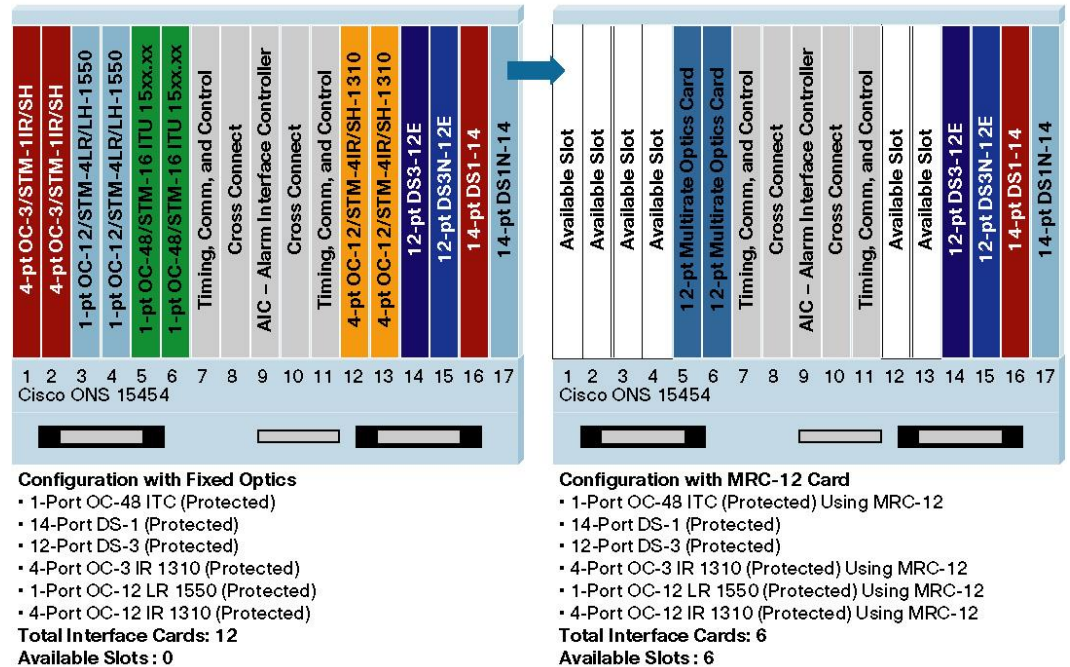 4-pt OC-3/STM-1IR/SH
4-pt OC-3/STM-1IR/SH
1-pt OC-12/STM-4LR/LH-1550
1-pt OC-12/STM-4LR/LH-1550
1-pt OC-48/STM-16 ITU 15xx.xx
1-pt OC-48/STM-16 ITU 15xx.xx
Timing, Comm, and Control
Cross Connect
AIC – Alarm Interface Controller
Cross Connect
Timing, Comm, and Control
4-pt OC-12/STM-4IR/SH-1310
4-pt OC-12/STM-4IR/SH-1310
12-pt DS3-12E
12-pt DS3N-12E
14-pt DS1-14
14-pt DS1N-14
1 2 3 4 5 6 7 8 9 10 11 12 13 14 15 16 17
Cisco ONS 15454
Configuration with Fixed Optics
▪ 1-Port OC-48 ITC (Protected)
▪ 14-Port DS-1 (Protected)
▪ 12-Port DS-3 (Protected)
▪ 4-Port OC-3 IR 1310 (Protected)
▪ 1-Port OC-12 LR 1550 (Protected)
▪ 4-Port OC-12 IR 1310 (Protected)
Total Interface Cards: 12
Available Slots : 0
Available Slot
Available Slot
Available Slot
Available Slot
12-pt Multirate Optics Card
12-pt Multirate Optics Card
Timing, Comm, and Control
Cross Connect
AIC – Alarm Interface Controller
Cross Connect
Timing, Comm, and Control
Available Slot
Available Slot
12-pt DS3-12E
12-pt DS3N-12E
14-pt DS1-14
14-pt DS1N-14
1 2 3 4 5 6 7 8 9 10 11 12 13 14 15 16 17
Cisco ONS 15454
Configuration with MRC-12 Card
▪ 1-Port OC-48 ITC (Protected) Using MRC-12
▪ 14-Port DS-1 (Protected)
▪ 12-Port DS-3 (Protected)
▪ 4-Port OC-3 IR 1310 (Protected) Using MRC-12
▪ 1-Port OC-12 LR 1550 (Protected) Using MRC-12
▪ 4-Port OC-12 IR 1310 (Protected) Using MRC-12
Total Interface Cards: 6
Available Slots : 6